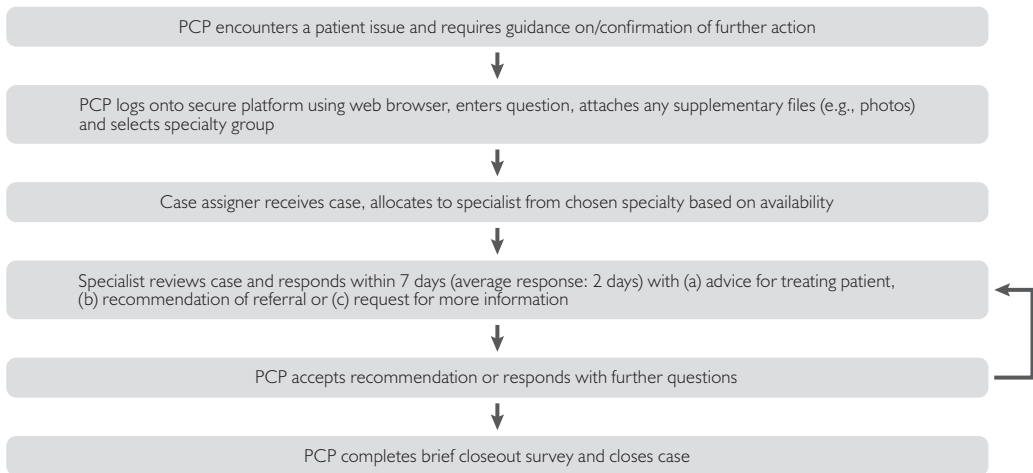 PCP encounters a patient issue and requires guidance on/confirmation of further action
PCP logs onto secure platform using web browser, enters question, attaches any supplementary files (e.g., photos)
and selects specialty group
Case assigner receives case, allocates to specialist from chosen specialty based on availability
Specialist reviews case and responds within 7 days (average response: 2 days) with (a) advice for treating patient,
(b) recommendation of referral or (c) request for more information
PCP accepts recommendation or responds with further questions
PCP completes brief closeout survey and closes case